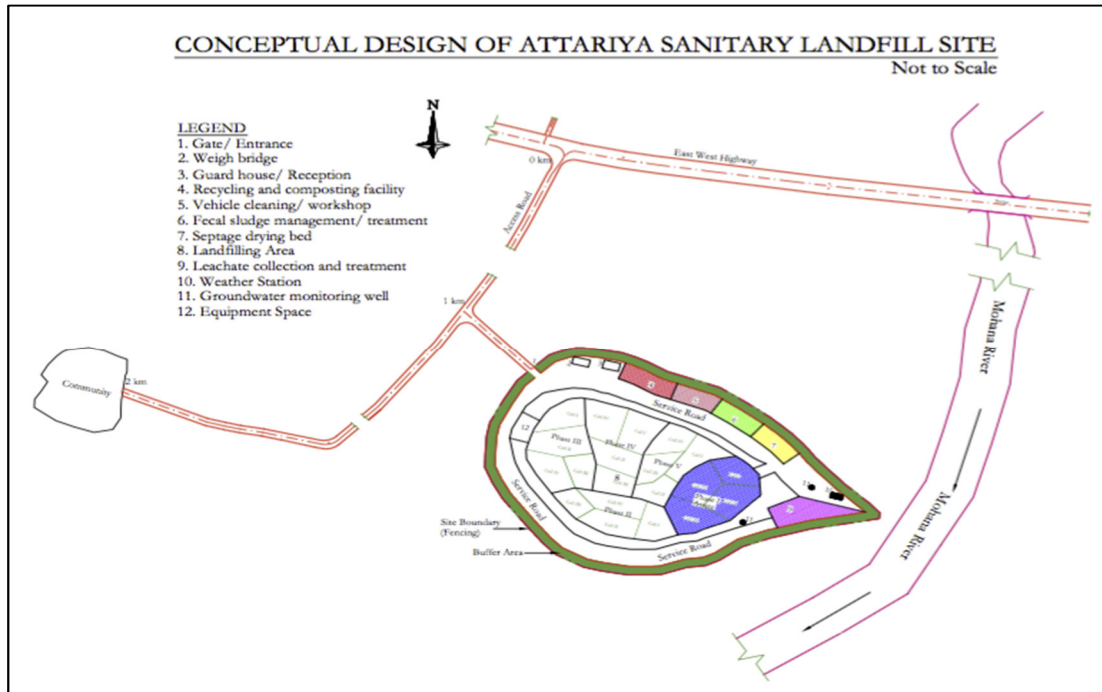 CONCEPTUAL DESIGN OF ATTARIYA SANITARY LANDFILL SITE
Not to Scale
N
LEGEND
1. Gate/ Entrance
2. Weigh bridge
3. Guard house/ Reception
4. Recycling and composting facility
5. Vehicle cleaning/ workshop
6. Fecal sludge management/ treatment
7. Septage drying bed
8. Landfilling Area
9. Leachate collection and treatment
10. Weather Station
11. Groundwater monitoring well
12. Equipment Space
0 km
East West Highway
Access Road
1 km
Mohana River
Community
2 km
Service Road
12
Phase III
Phase IV
Phase V
8
Phase II
Service Road
Mohana River
Site Boundary
(Fencing)
Service Road
Buffer Area